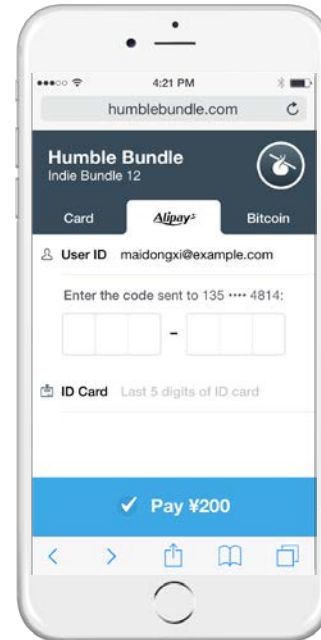 4:21 PM
humblebundle.com
Humble Bundle
Indie Bundle 12
Card
Alipay
Bitcoin
User ID maidongxi@example.com
Enter the code sent to 135 •••• 4814:
-
ID Card Last 5 digits of ID card
Pay ¥200